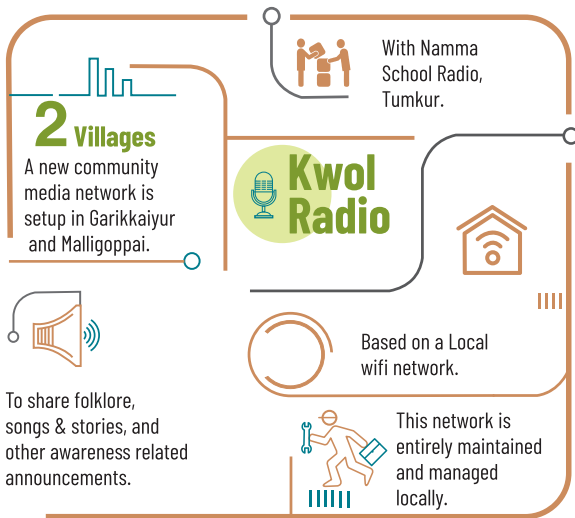 With Namma
School Radio,
Tumkur.
2 Villages
A new community
media network is
setup in Garikkaiyur
and Malligoppai.
Kwol
Radio
Based on a Local
wifi network.
To share folklore,
songs & stories, and
other awareness related
announcements.
This network is
entirely maintained
and managed
locally.